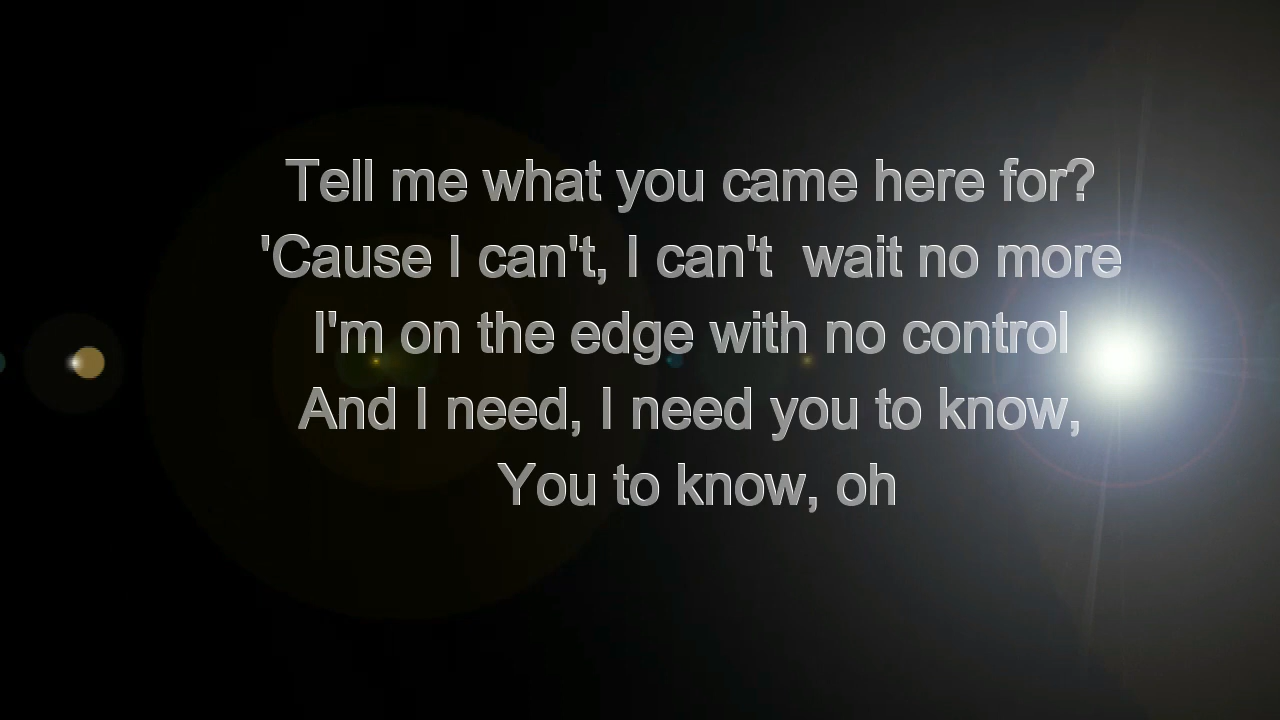 Tell me what you came here for?
'Cause I can't, I can't  wait no more
I'm on the edge with no control
And I need, I need you to know,
You to know, oh